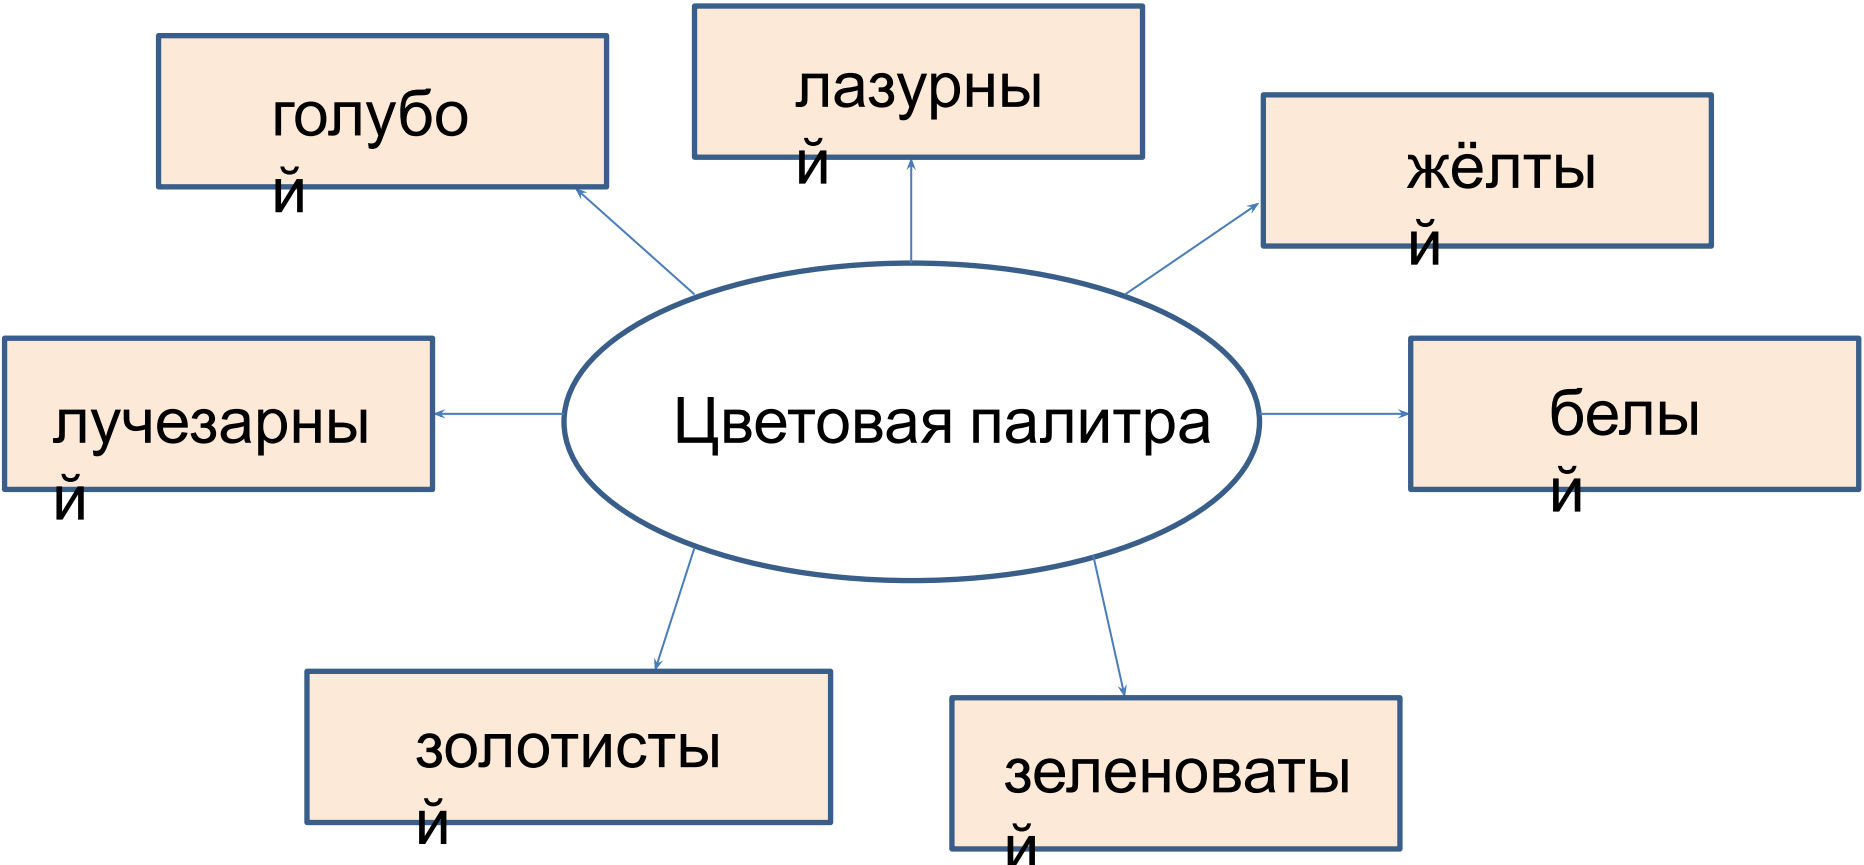 голубо
й
лазурны
й
жёлты
й
лучезарны
й
Цветовая палитра
белы
й
золотисты
й
зеленоваты
й